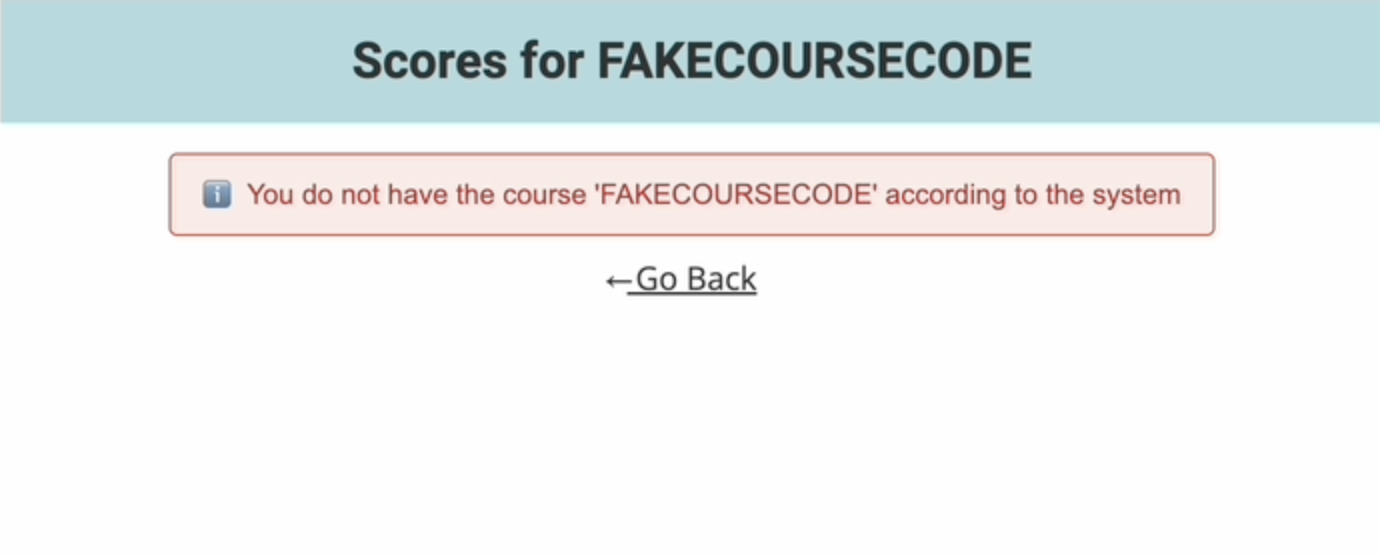 Scores for FAKECOURSECODE
ℹ️ You do not have the course 'FAKECOURSECODE' according to the system
←Go Back